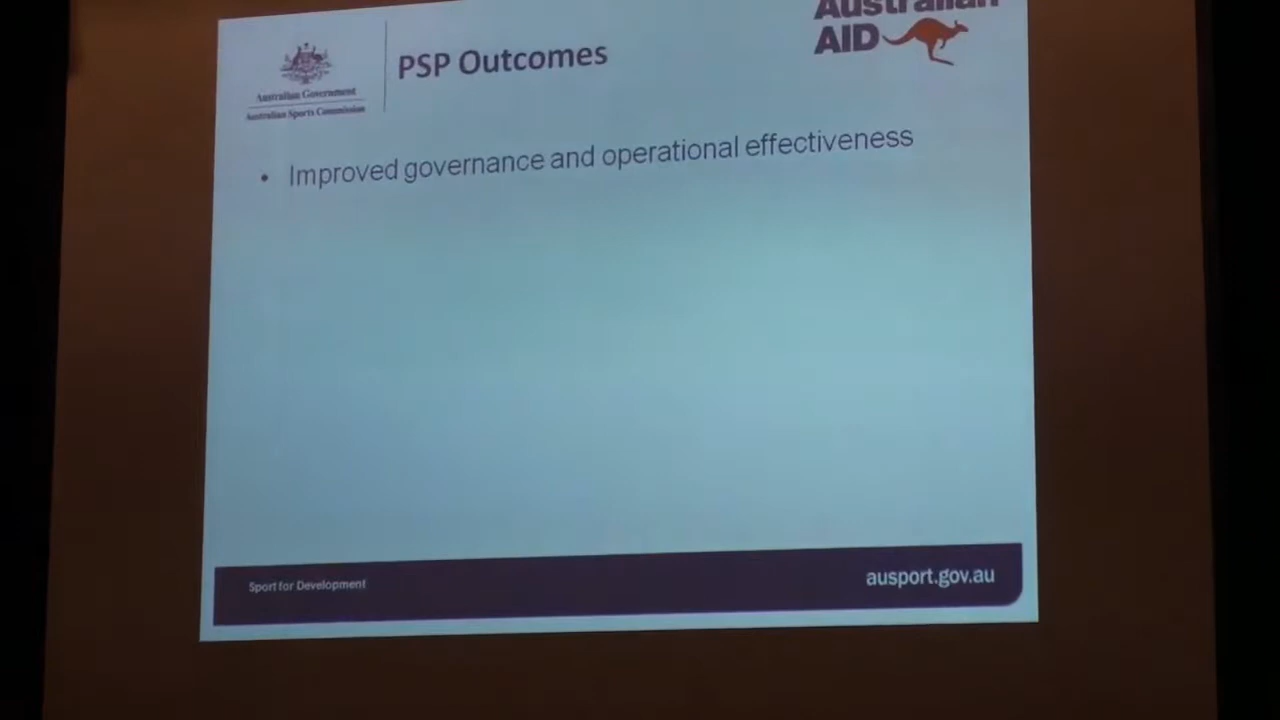 Australian
AID
Australian Government
Australian Sports Commission
PSP Outcomes
• Improved governance and operational effectiveness
Sport for Development
ausport.gov.au